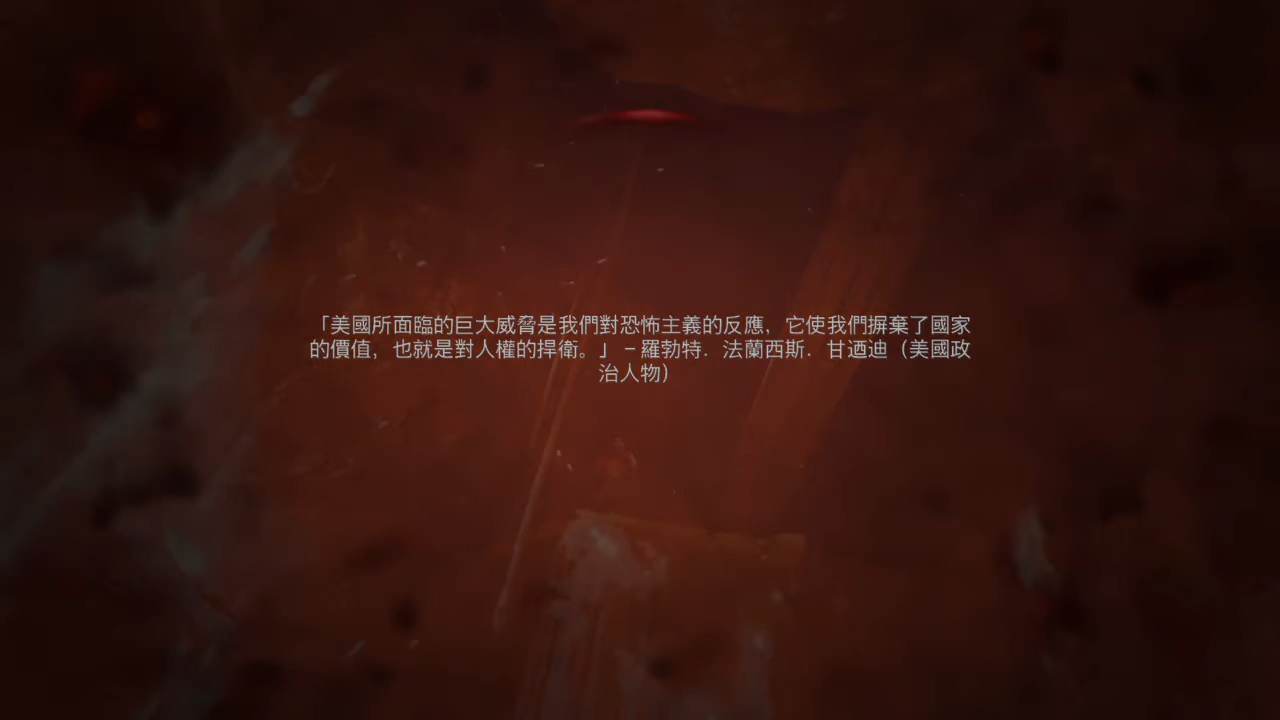 「美國所面臨的巨大威脅是我們對恐怖主義的反應，它使我們摒棄了國家
的價值，也就是對人權的捍衛。」 – 羅勃特．法蘭西斯．甘迺迪（美國政
治人物）